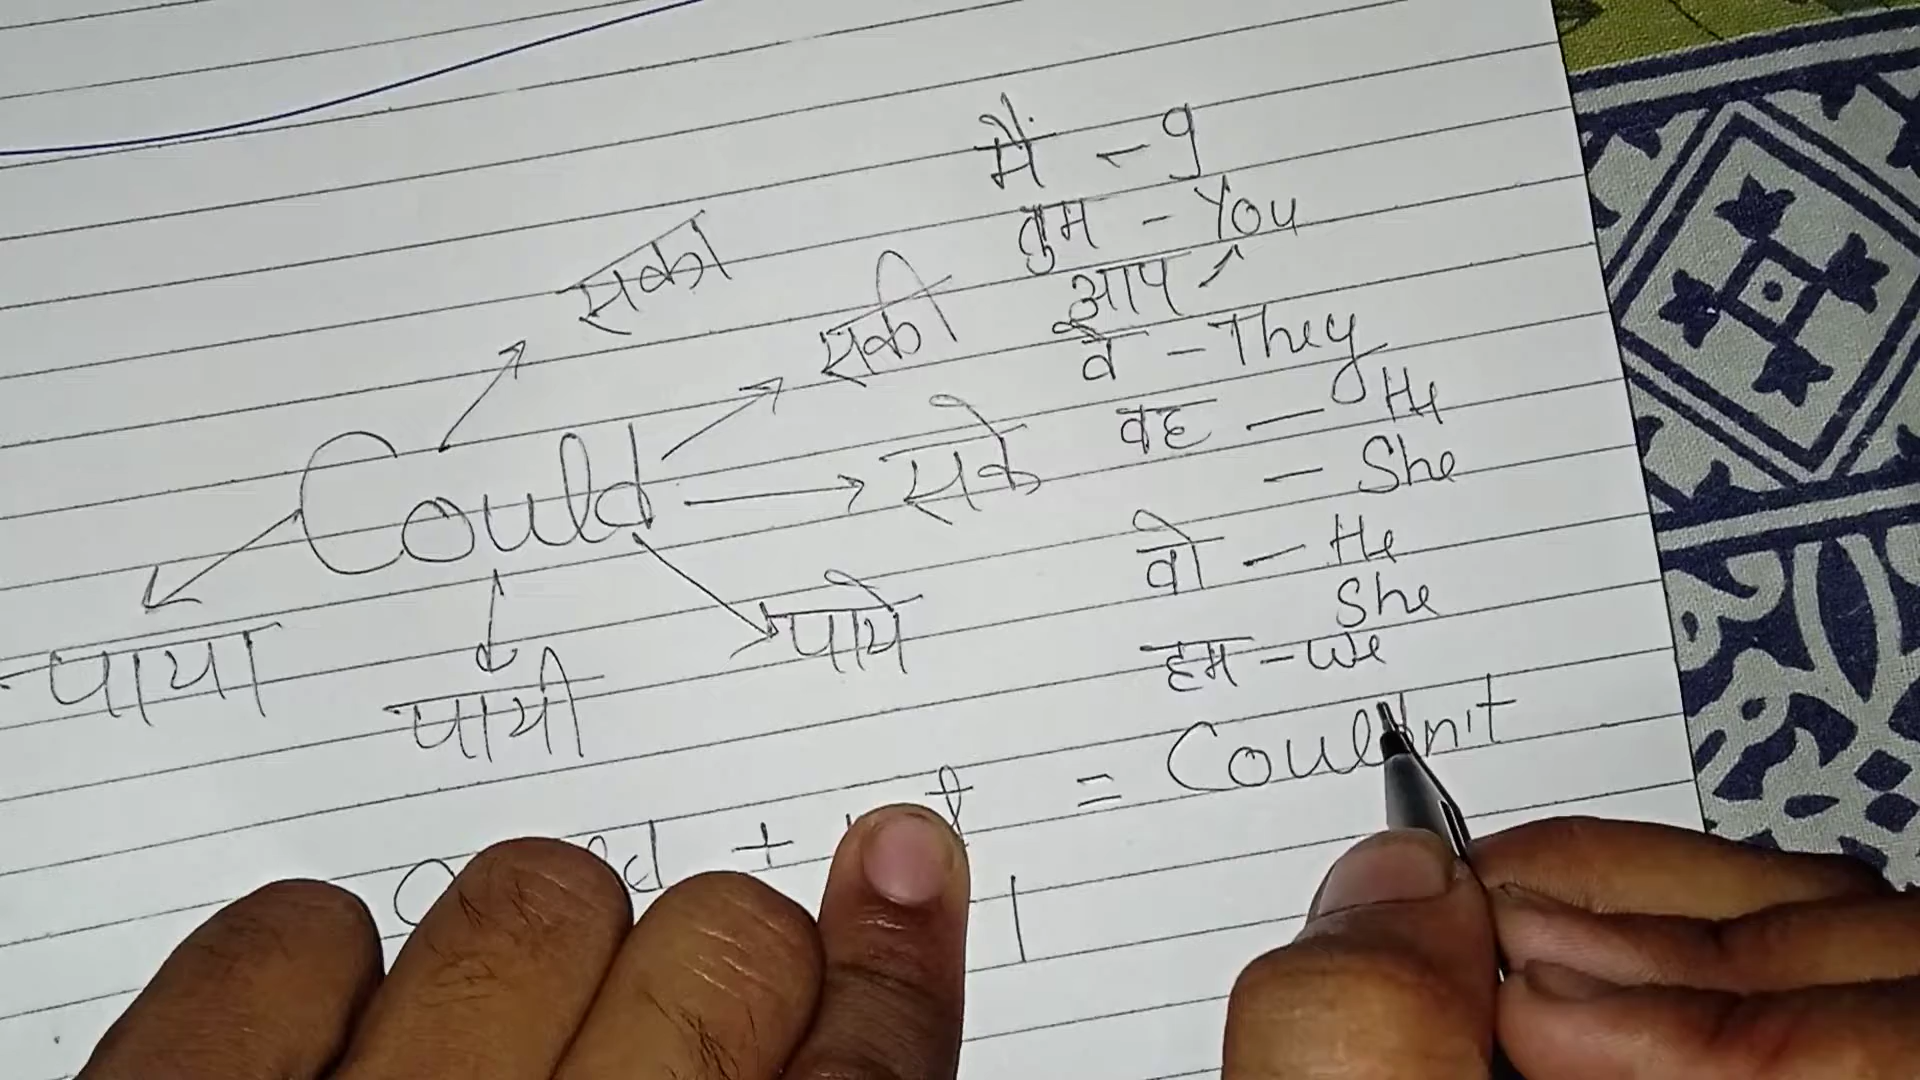 मैं - I
तुम - You
आप
वे - They
वह - He
- She
वो - He
She
हम - We
सका
सकी
Could
सके
पाया
पायी
पाये
+ = Couldn't